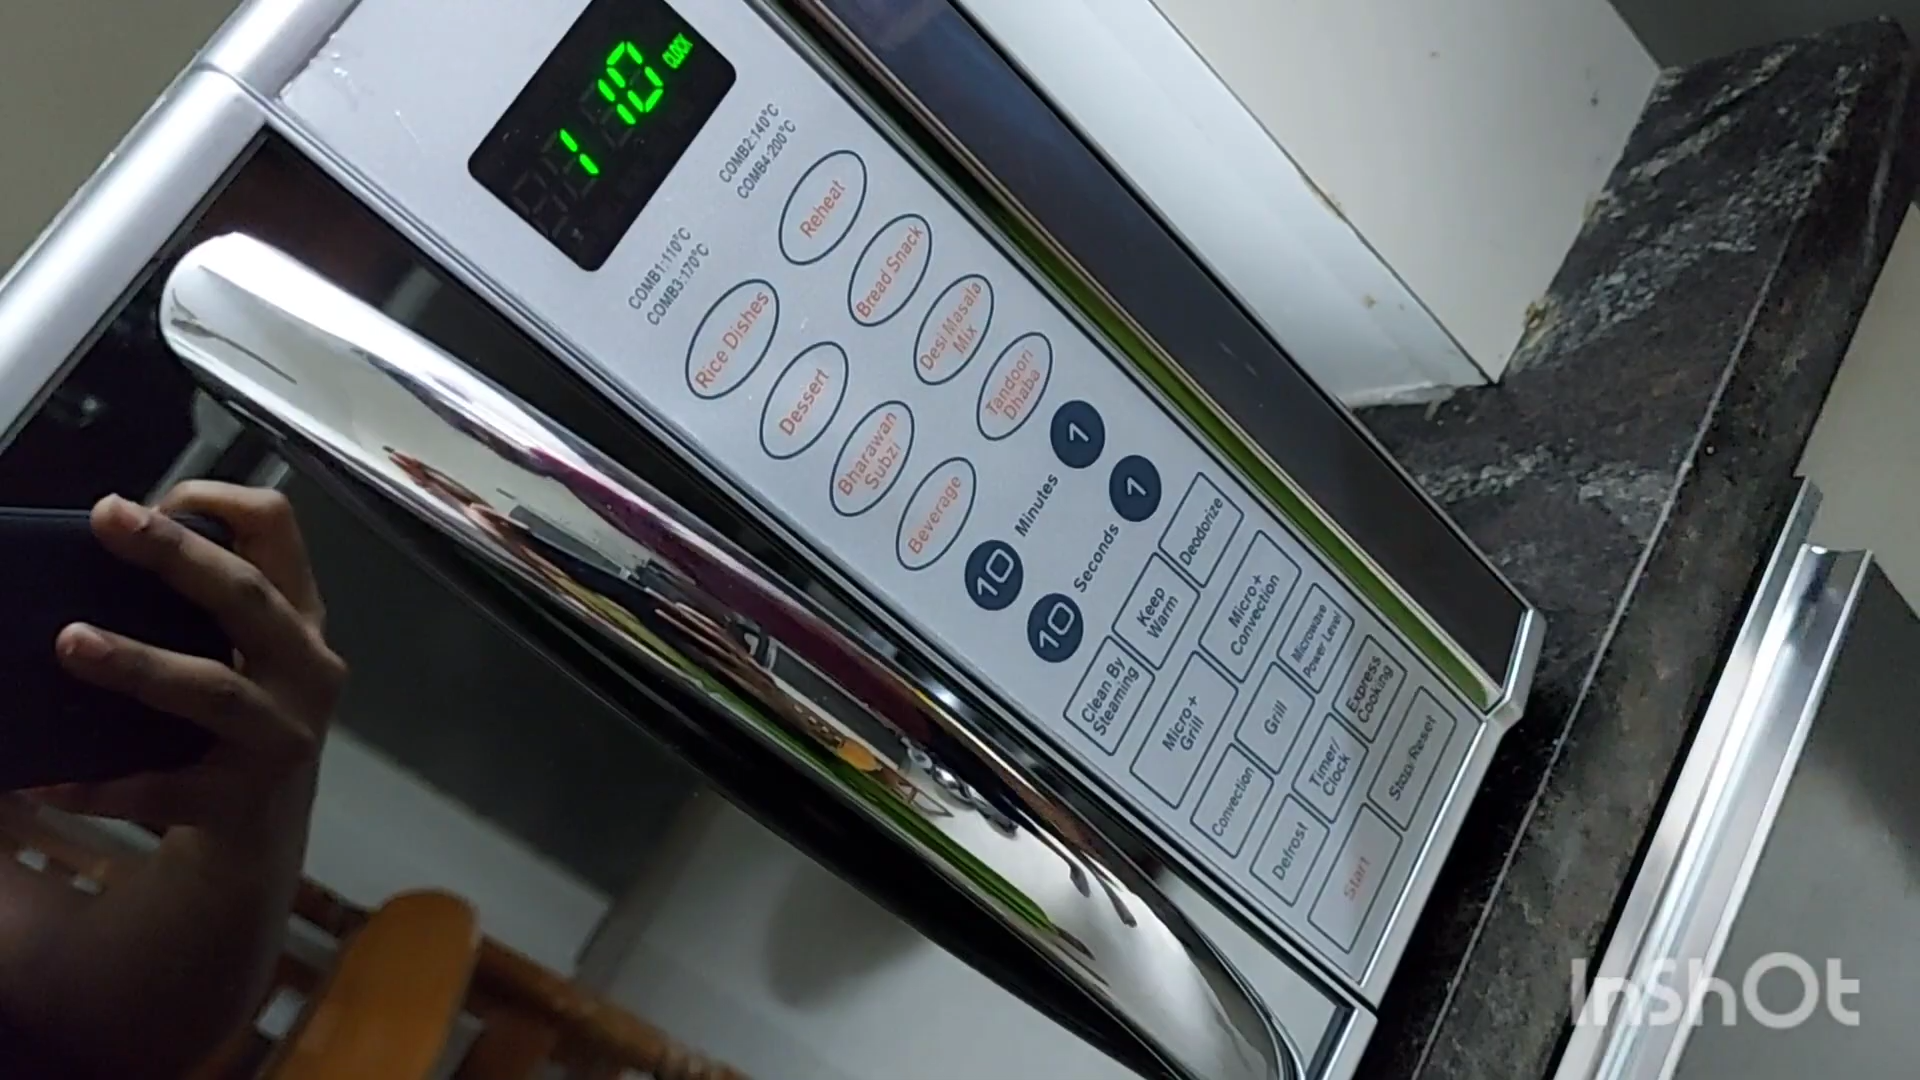 1 10 CLOCK
COMB1:110°C COMB2:140°C
COMB3:170°C COMB4:200°C
Rice Dishes
Reheat
Dessert
Bread Snack
Bharawan
Subzi
Desi Masala
Mix
Beverage
Tandoori
Dhaba
10 Minutes 1
10 Seconds 1
Clean By
Steaming
Keep
Warm
Deodorize
Micro+
Grill
Micro+
Convection
Convection
Grill
Microwave
Power Level
Defrost
Timer/
Clock
Express
Cooking
Start
Stop/Reset
InShOt